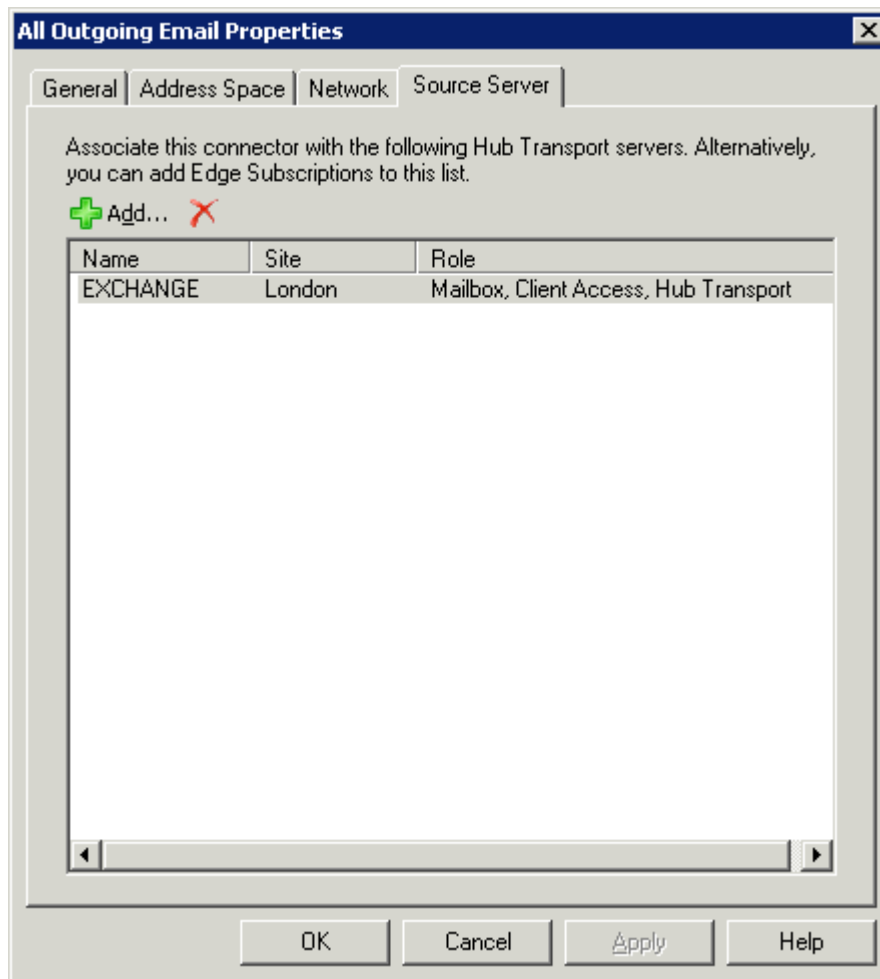 All Outgoing Email Properties
General Address Space Network Source Server
Associate this connector with the following Hub Transport servers. Alternatively,
you can add Edge Subscriptions to this list.
Add...
Name Site Role
EXCHANGE London Mailbox, Client Access, Hub Transport
OK Cancel Apply Help